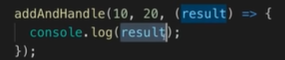 addAndHandle(10, 20, (result) => {
  console.log(result);
});